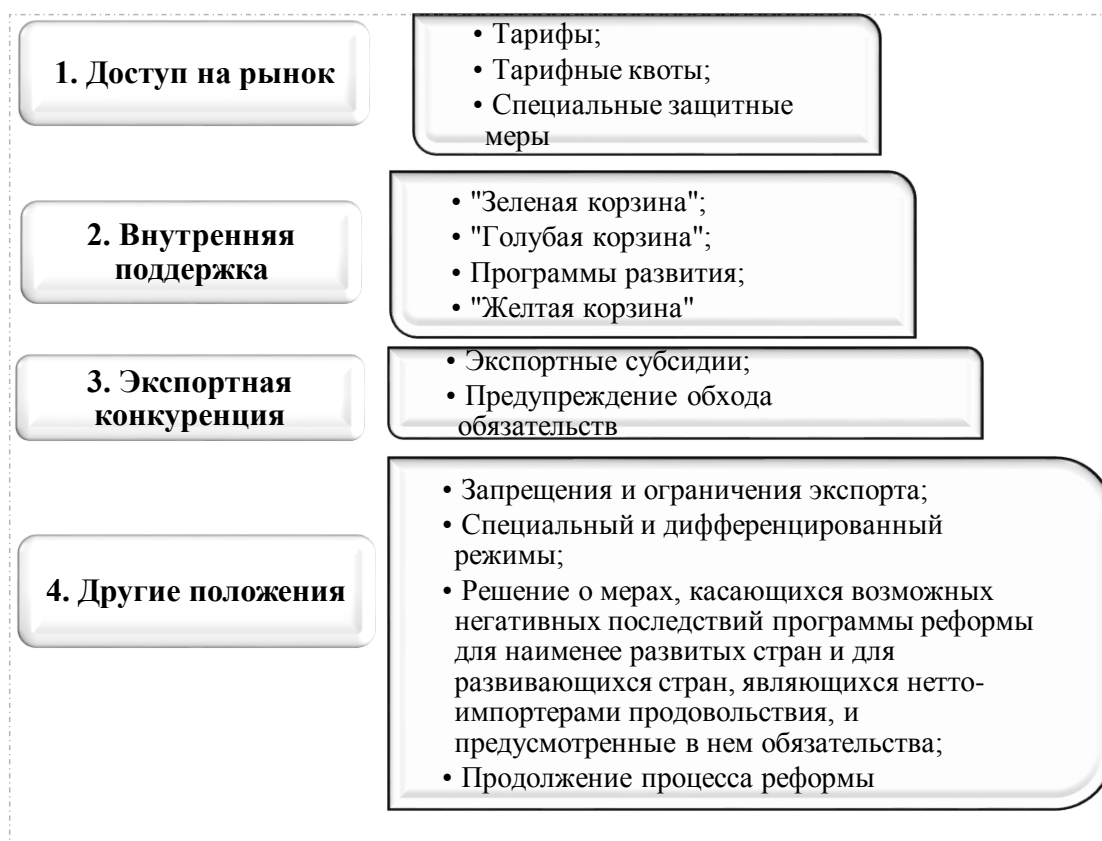 1. Доступ на рынок
• Тарифы;
• Тарифные квоты;
• Специальные защитные
меры
2. Внутренняя
поддержка
• "Зеленая корзина";
• "Голубая корзина";
• Программы развития;
• "Желтая корзина"
3. Экспортная
конкуренция
• Экспортные субсидии;
• Предупреждение обхода
обязательств
4. Другие положения
• Запрещения и ограничения экспорта;
• Специальный и дифференцированный
режимы;
• Решение о мерах, касающихся возможных
негативных последствий программы реформы
для наименее развитых стран и для
развивающихся стран, являющихся нетто-
импортерами продовольствия, и
предусмотренные в нем обязательства;
• Продолжение процесса реформы